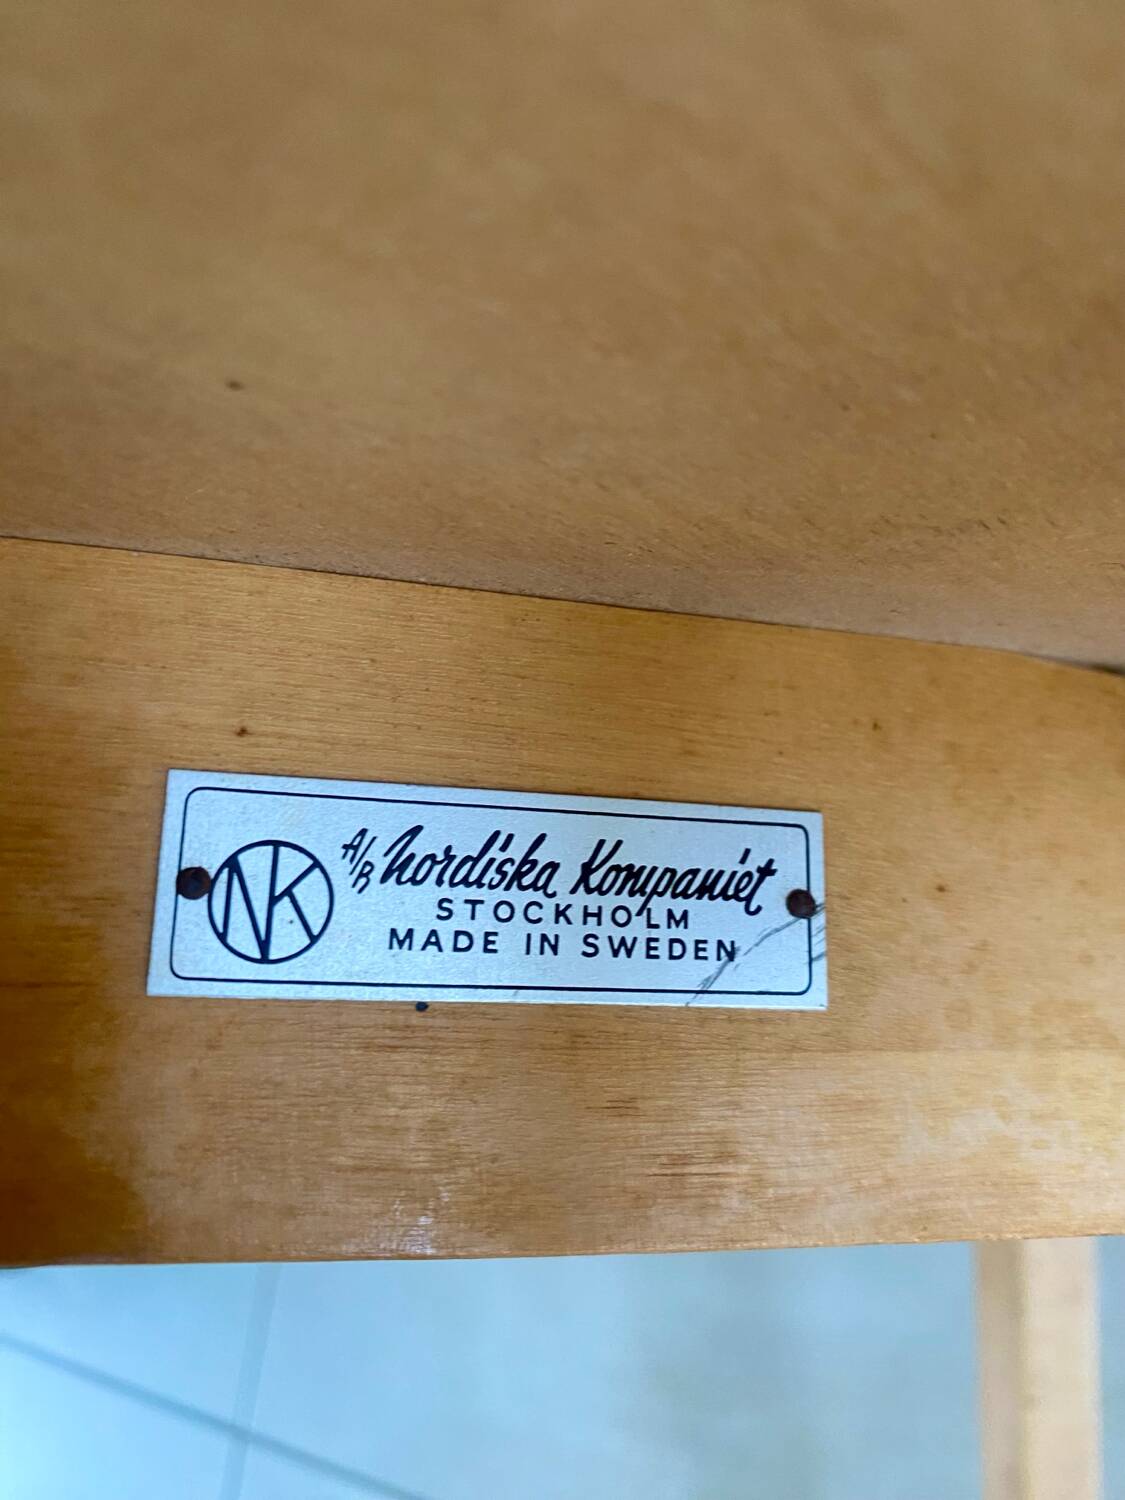 NK
A/B Nordiska Kompaniet
STOCKHOLM
MADE IN SWEDEN